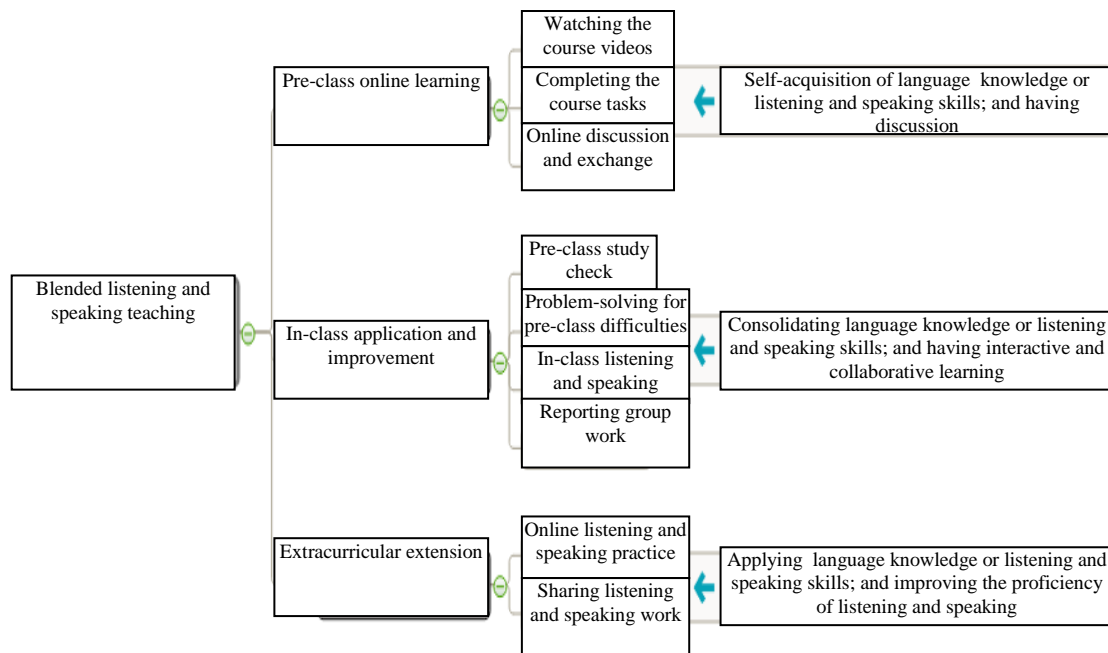 Watching the
course videos
Pre-class online learning
Completing the
course tasks
Online discussion
and exchange
Self-acquisition of language knowledge or
listening and speaking skills; and having
discussion
Blended listening and
speaking teaching
In-class application and
improvement
Pre-class study
check
Problem-solving for
pre-class difficulties
In-class listening
and speaking
Reporting group
work
Consolidating language knowledge or listening
and speaking skills; and having interactive and
collaborative learning
Extracurricular extension
Online listening and
speaking practice
Sharing listening
and speaking work
Applying language knowledge or listening and
speaking skills; and improving the proficiency
of listening and speaking